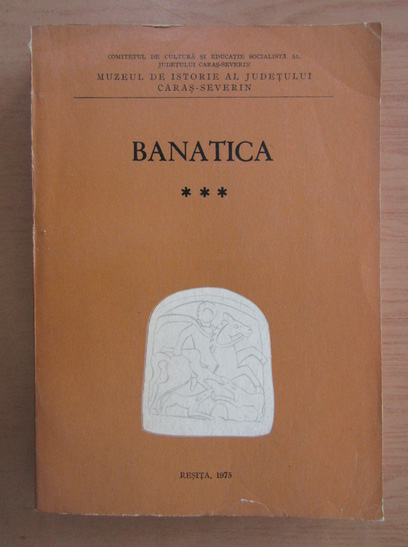 COMITETUL DE CULTURĂ ȘI EDUCAȚIE SOCIALISTĂ AL
JUDEȚULUI CARAȘ-SEVERIN
MUZEUL DE ISTORIE AL JUDEȚULUI
CARAȘ-SEVERIN
BANATICA
* * *
REȘIȚA, 1975